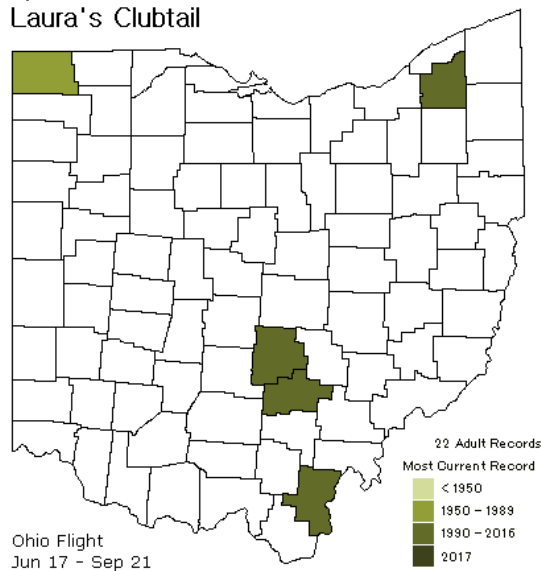 Laura's Clubtail
22 Adult Records
Most Current Record
< 1950
1950 - 1989
1990 - 2016
2017
Ohio Flight
Jun 17 - Sep 21